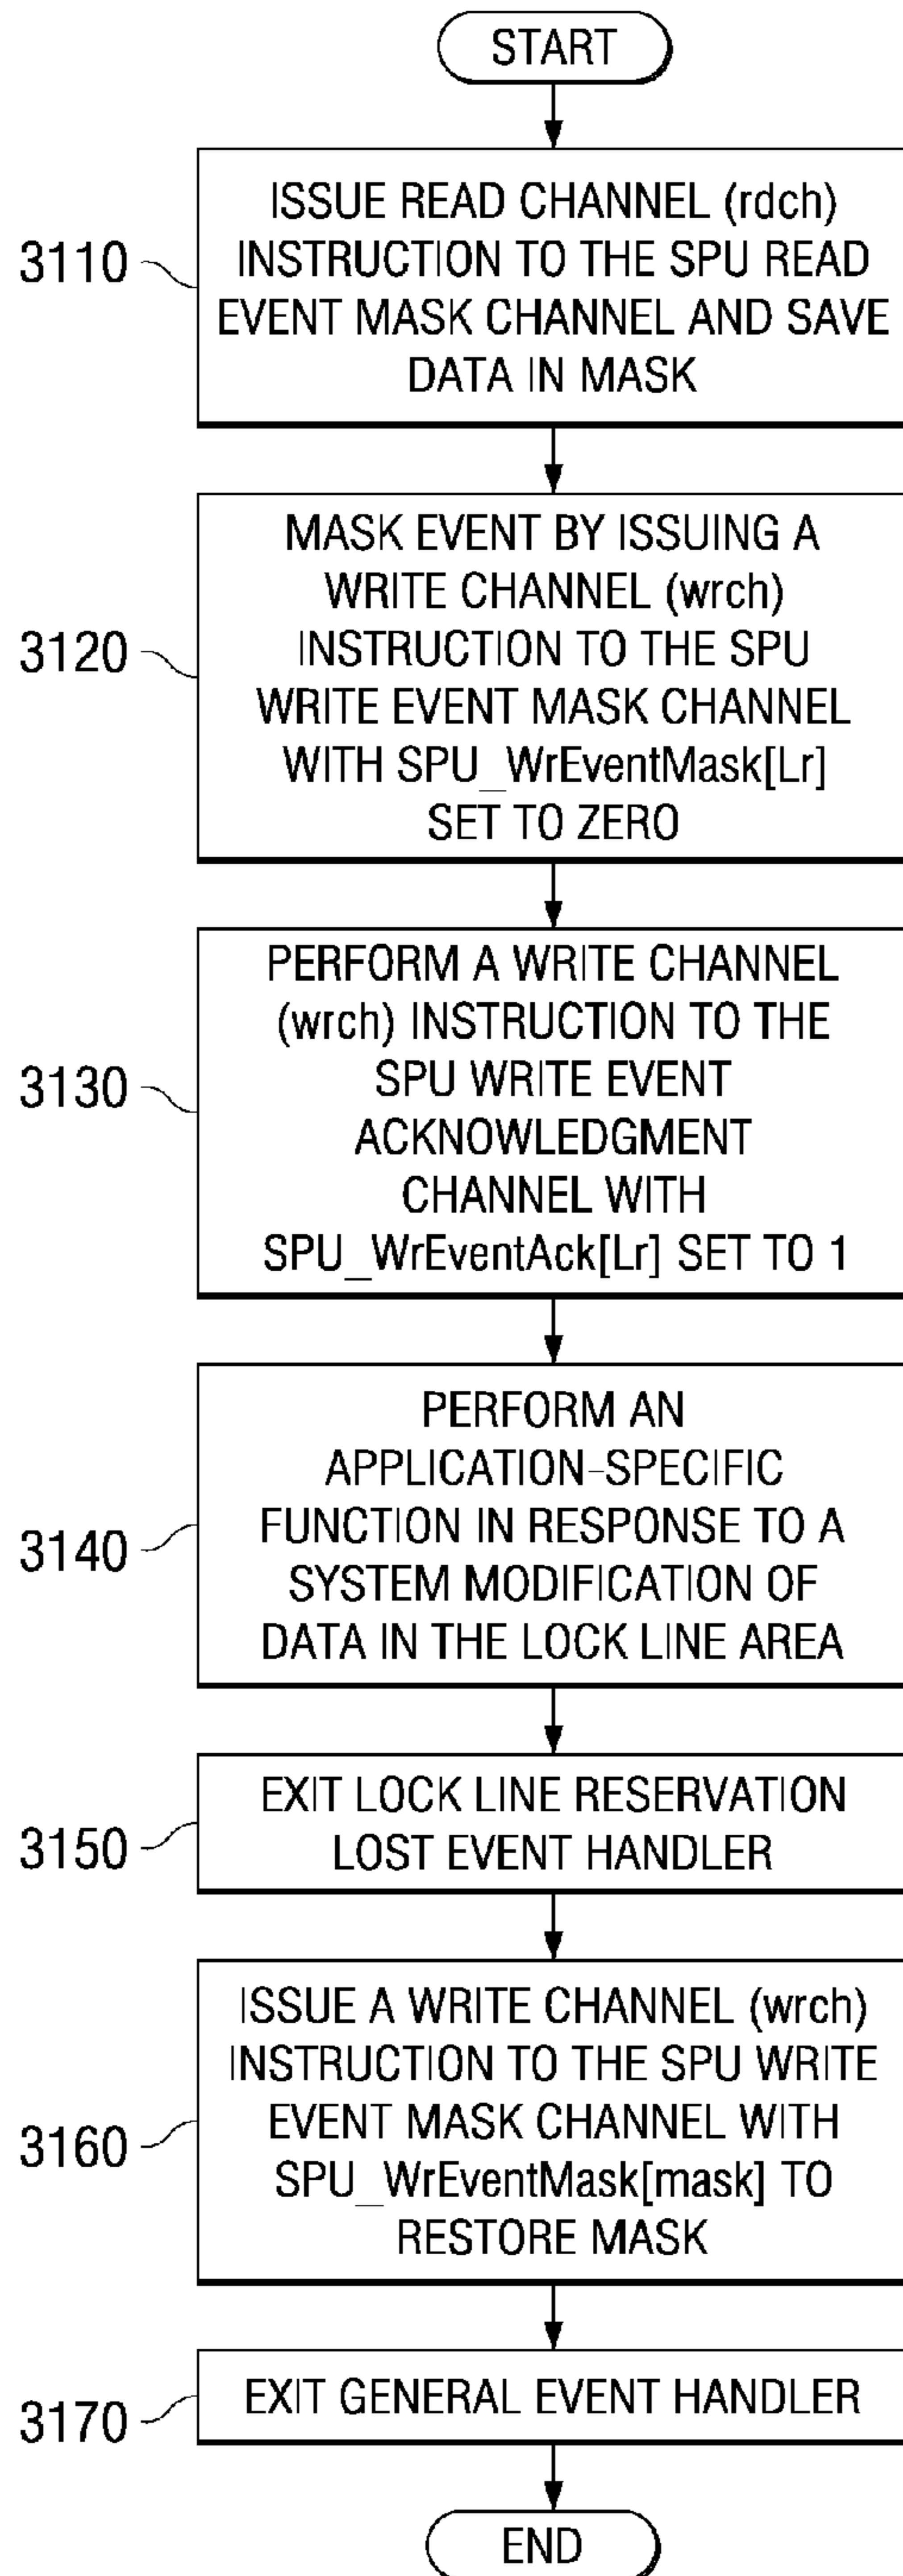 START
3110
ISSUE READ CHANNEL (rdch)
INSTRUCTION TO THE SPU READ
EVENT MASK CHANNEL AND SAVE
DATA IN MASK
3120
MASK EVENT BY ISSUING A
WRITE CHANNEL (wrch)
INSTRUCTION TO THE SPU
WRITE EVENT MASK CHANNEL
WITH SPU_WrEventMask[Lr]
SET TO ZERO
3130
PERFORM A WRITE CHANNEL
(wrch) INSTRUCTION TO THE
SPU WRITE EVENT
ACKNOWLEDGMENT
CHANNEL WITH
SPU_WrEventAck[Lr] SET TO 1
3140
PERFORM AN
APPLICATION-SPECIFIC
FUNCTION IN RESPONSE TO A
SYSTEM MODIFICATION OF
DATA IN THE LOCK LINE AREA
3150
EXIT LOCK LINE RESERVATION
LOST EVENT HANDLER
3160
ISSUE A WRITE CHANNEL (wrch)
INSTRUCTION TO THE SPU WRITE
EVENT MASK CHANNEL WITH
SPU_WrEventMask[mask] TO
RESTORE MASK
3170
EXIT GENERAL EVENT HANDLER
END